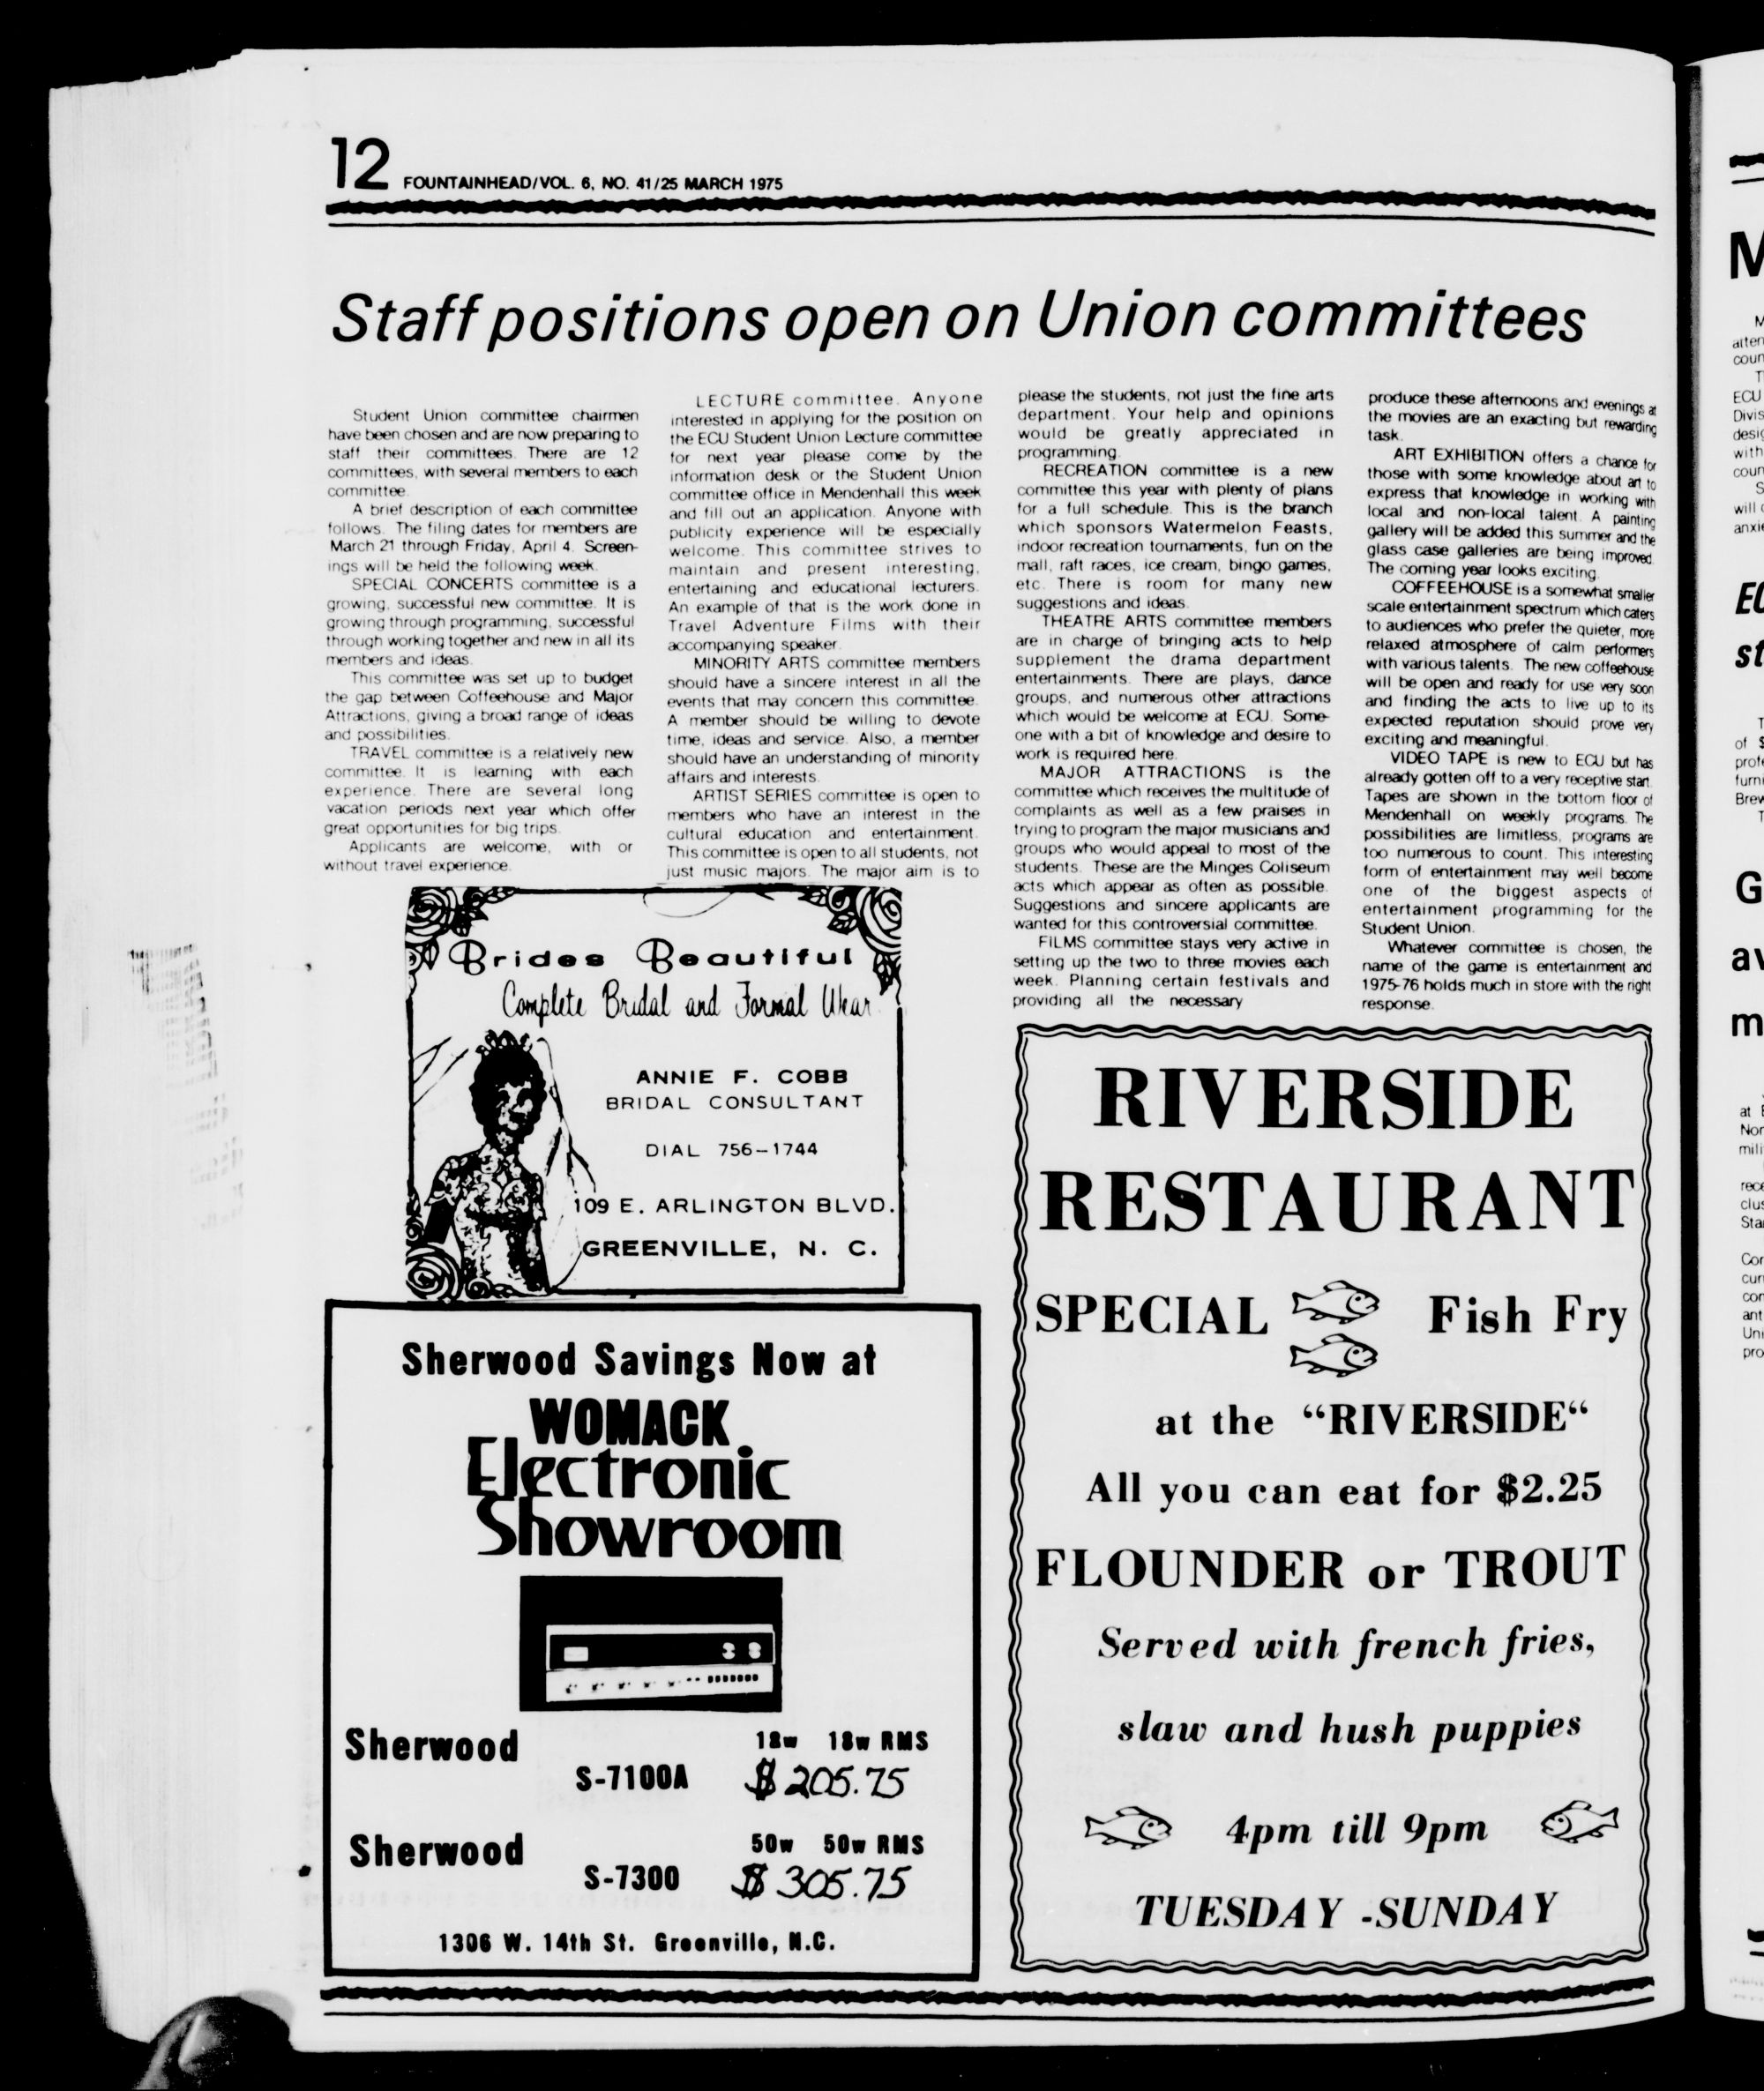 12 FOUNTAINHEAD/VOL. 6, NO. 41/25 MARCH 1975
Staff positions open on Union committees
Student Union committee chairmen
have been chosen and are now preparing to
staff their committees. There are 12
committees, with several members to each
committee.
A brief description of each committee
follows. The filing dates for members are
March 21 through Friday, April 4. Screen-
ings will be held the following week.
SPECIAL CONCERTS committee is a
growing, successful new committee. It is
growing through programming, successful
through working together and new in all its
members and ideas.
This committee was set up to budget
the gap between Coffeehouse and Major
Attractions, giving a broad range of ideas
and possibilities.
TRAVEL committee is a relatively new
committee. It is learning with each
experience. There are several long
vacation periods next year which offer
great opportunities for big trips.
Applicants are welcome, with or
without travel experience.
LECTURE committee. Anyone
interested in applying for the position on
the ECU Student Union Lecture committee
for next year please come by the
information desk or the Student Union
committee office in Mendenhall this week
and fill out an application. Anyone with
publicity experience will be especially
welcome. This committee strives to
maintain and present interesting,
entertaining and educational lecturers.
An example of that is the work done in
Travel Adventure Films with their
accompanying speaker.
MINORITY ARTS committee members
should have a sincere interest in all the
events that may concern this committee.
A member should be willing to devote
time, ideas and service. Also, a member
should have an understanding of minority
affairs and interests.
ARTIST SERIES committee is open to
members who have an interest in the
cultural education and entertainment.
This committee is open to all students, not
just music majors. The major aim is to
please the students, not just the fine arts
department. Your help and opinions
would be greatly appreciated in
programming.
RECREATION committee is a new
committee this year with plenty of plans
for a full schedule. This is the branch
which sponsors Watermelon Feasts,
indoor recreation tournaments, fun on the
mall, raft races, ice cream, bingo games,
etc. There is room for many new
suggestions and ideas.
THEATRE ARTS committee members
are in charge of bringing acts to help
supplement the drama department
entertainments. There are plays, dance
groups, and numerous other attractions
which would be welcome at ECU. Some-
one with a bit of knowledge and desire to
work is required here.
MAJOR ATTRACTIONS is the
committee which receives the multitude of
complaints as well as a few praises in
trying to program the major musicians and
groups who would appeal to most of the
students. These are the Minges Coliseum
acts which appear as often as possible.
Suggestions and sincere applicants are
wanted for this controversial committee.
FILMS committee stays very active in
setting up the two to three movies each
week. Planning certain festivals and
providing all the necessary
produce these afternoons and evenings at
the movies are an exacting but rewarding
task.
ART EXHIBITION offers a chance for
those with some knowledge about art to
express that knowledge in working with
local and non-local talent. A painting
gallery will be added this summer and the
glass case galleries are being improved.
The coming year looks exciting.
COFFEEHOUSE is a somewhat smaller
scale entertainment spectrum which caters
to audiences who prefer the quieter, more
relaxed atmosphere of calm performers
with various talents. The new coffeehouse
will be open and ready for use very soon
and finding the acts to live up to its
expected reputation should prove very
exciting and meaningful.
VIDEO TAPE is new to ECU but has
already gotten off to a very receptive start.
Tapes are shown in the bottom floor of
Mendenhall on weekly programs. The
possibilities are limitless, programs are
too numerous to count. This interesting
form of entertainment may well become
one of the biggest aspects of
entertainment programming for the
Student Union.
Whatever committee is chosen, the
name of the game is entertainment and
1975-76 holds much in store with the right
response.
Brides Beautiful
Complete Bridal and Formal Wear
ANNIE F. COBB
BRIDAL CONSULTANT
DIAL 756-1744
109 E. ARLINGTON BLVD.
GREENVILLE, N. C.
Sherwood Savings Now at
WOMACK
Electronic
Showroom
Sherwood
18w 18w RMS
S-7100A $205.75
Sherwood
50w 50w RMS
S-7300 $305.75
1306 W. 14th St. Greenville, N.C.
RIVERSIDE
RESTAURANT
SPECIAL Fish Fry
at the “RIVERSIDE“
All you can eat for $2.25
FLOUNDER or TROUT
Served with french fries,
slaw and hush puppies
4pm till 9pm
TUESDAY -SUNDAY